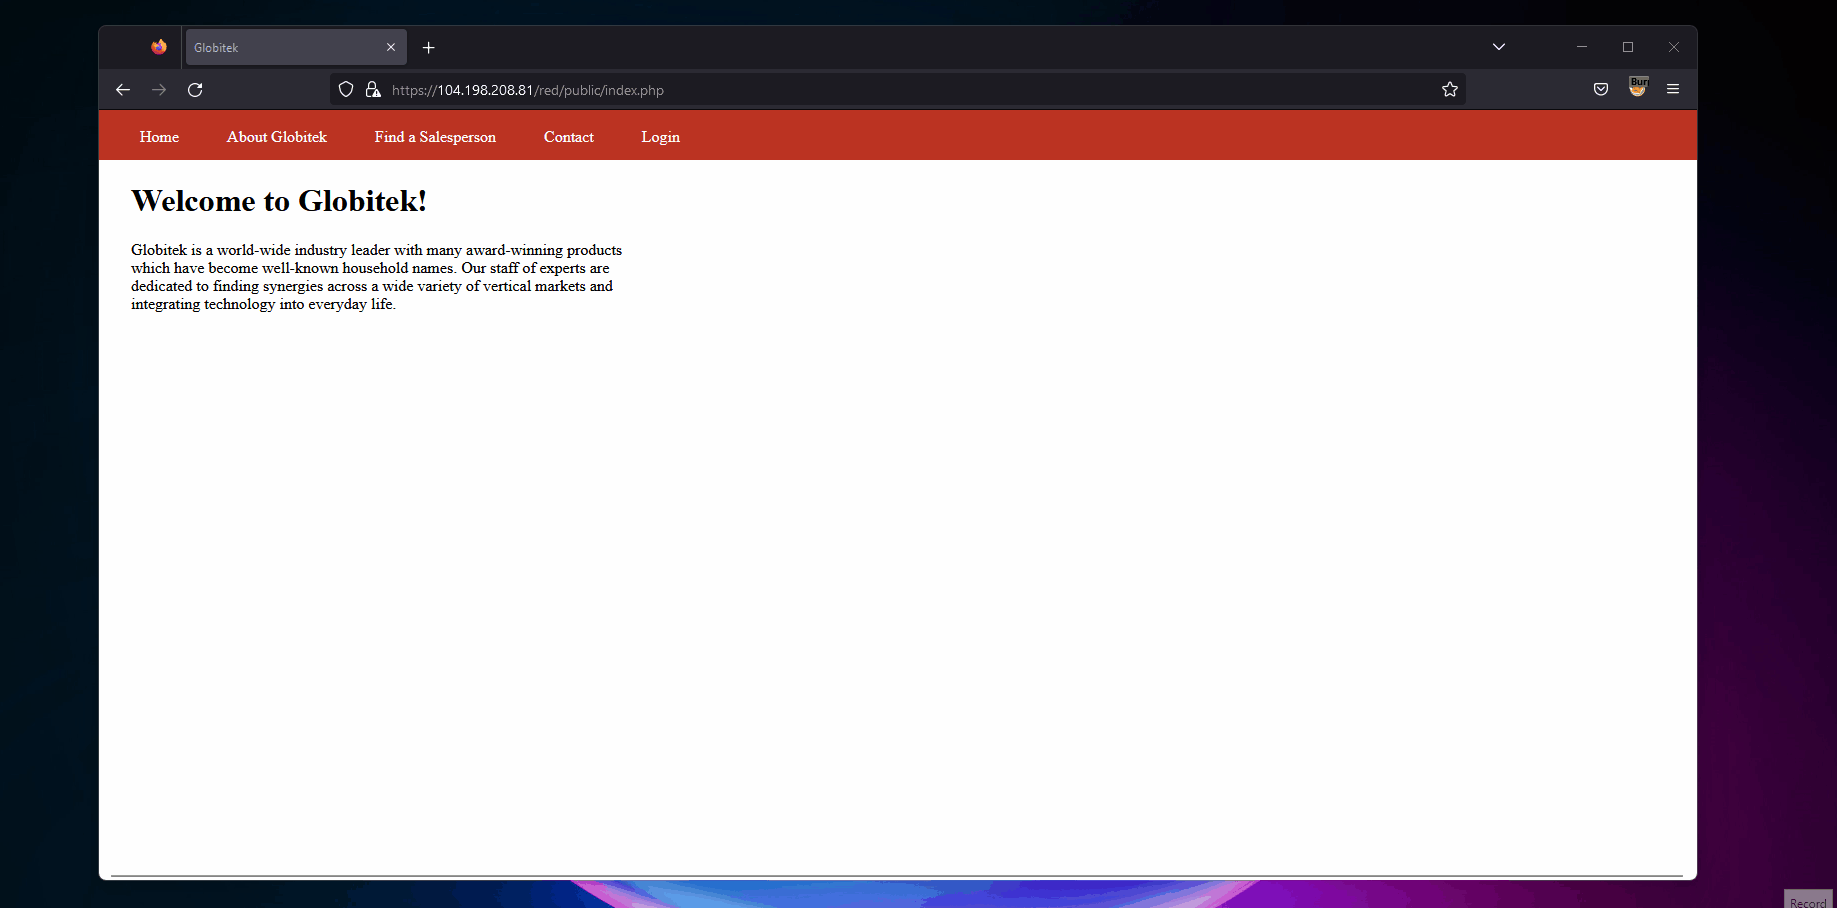 Globitek
https://104.198.208.81/red/public/index.php
Burp
Home About Globitek Find a Salesperson Contact Login
Welcome to Globitek!
Globitek is a world-wide industry leader with many award-winning products
which have become well-known household names. Our staff of experts are
dedicated to finding synergies across a wide variety of vertical markets and
integrating technology into everyday life.
Record